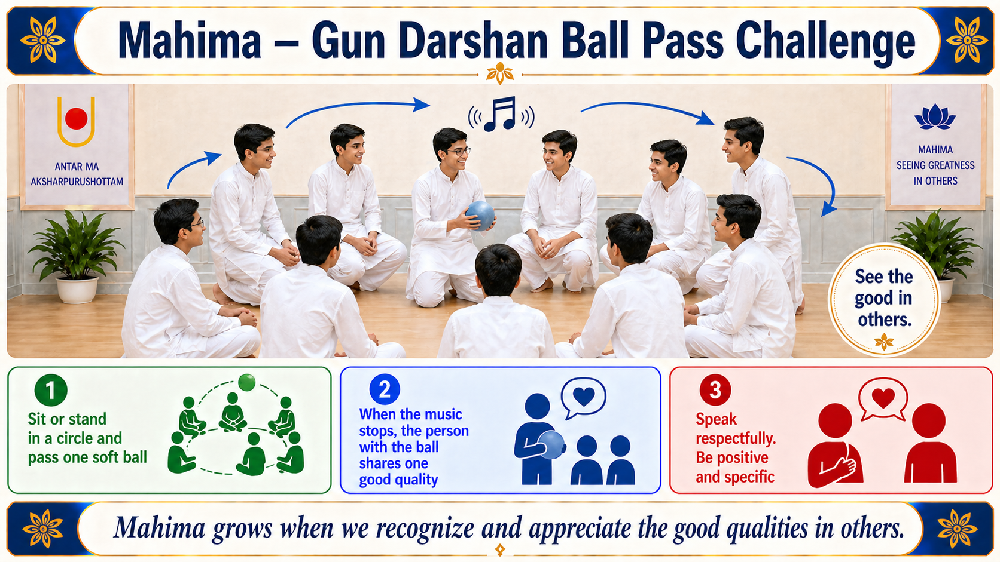 Mahima – Gun Darshan Ball Pass Challenge
ANTAR MA
AKSHARPURUSHOTTAM
MAHIMA
SEEING GREATNESS
IN OTHERS
See the
good in
others.
1
Sit or stand
in a circle and
pass one soft ball
2
When the music
stops, the person
with the ball
shares one
good quality
3
Speak
respectfully.
Be positive
and specific
Mahima grows when we recognize and appreciate the good qualities in others.